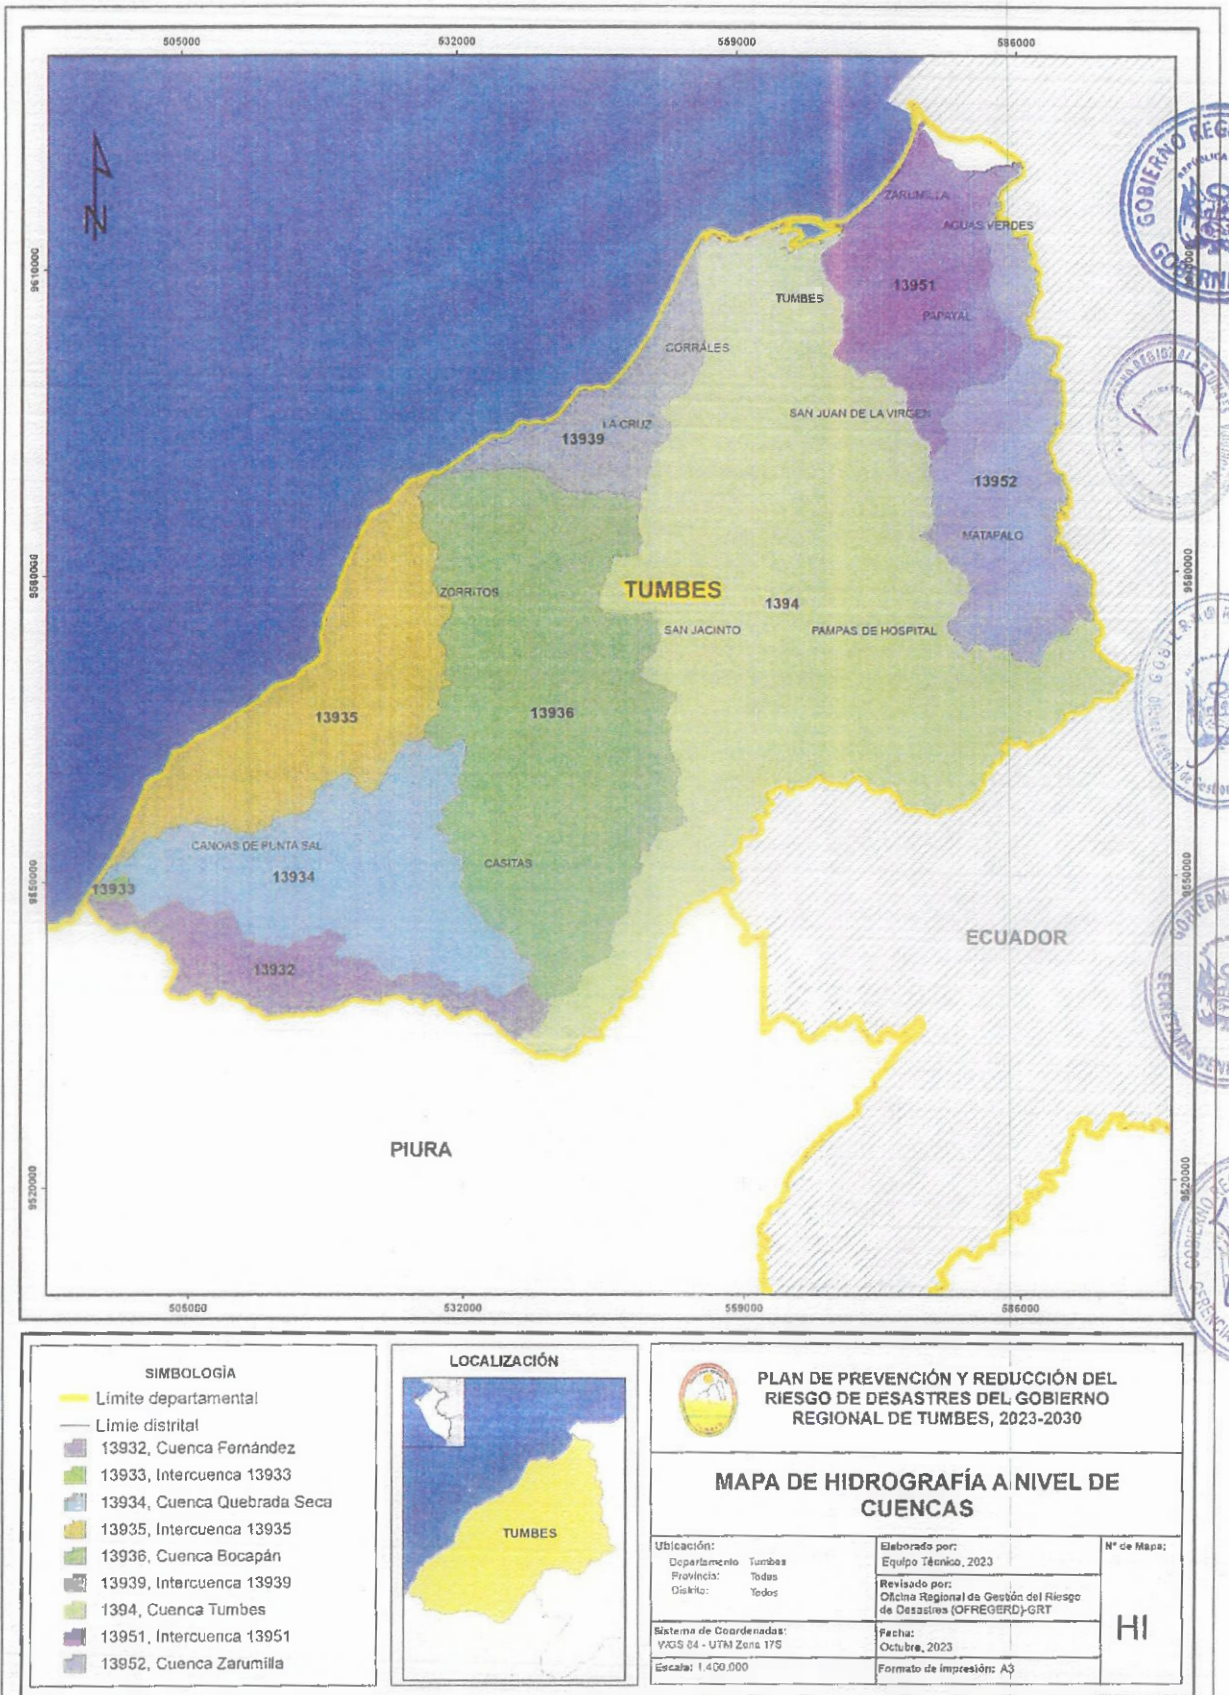 505000 532000 559000 586000
ZARUMILLA
AGUAS VERDES
9610000
13951
TUMBES
PAPAYAL
CORRALES
SAN JUAN DE LA VIRGEN
LA CRUZ
13939
13952
MATAPALO
9580000 9580000
ZORRITOS
TUMBES
1394
SAN JACINTO
PAMPAS DE HOSPITAL
13935
13936
CANOAS DE PUNTA SAL
CASITAS
13934
9550000 9550000
13933
ECUADOR
13932
PIURA
9520000 9520000
505000 532000 559000 586000
GOBIERNO
SIMBOLOGÍA
Límite departamental
Limie distrital
13932, Cuenca Fernández
13933, Intercuenca 13933
13934, Cuenca Quebrada Seca
13935, Intercuenca 13935
13936, Cuenca Bocapán
13939, Intercuenca 13939
1394, Cuenca Tumbes
13951, Intercuenca 13951
13952, Cuenca Zarumilla
LOCALIZACIÓN
TUMBES
PLAN DE PREVENCIÓN Y REDUCCIÓN DEL
RIESGO DE DESASTRES DEL GOBIERNO
REGIONAL DE TUMBES, 2023-2030
MAPA DE HIDROGRAFÍA A NIVEL DE
CUENCAS
Ubicación:
Departamento Tumbes
Provincia: Todas
Distrito: Todos
Elaborado por:
Equipo Técnico, 2023
Revisado por:
Oficina Regional de Gestión del Riesgo
de Desastres (OFREGERD)-GRT
Nº de Mapa:
HI
Sistema de Coordenadas:
WGS 84 - UTM Zona 17S
Fecha:
Octubre, 2023
Escala: 1:400,000
Formato de impresión: A3